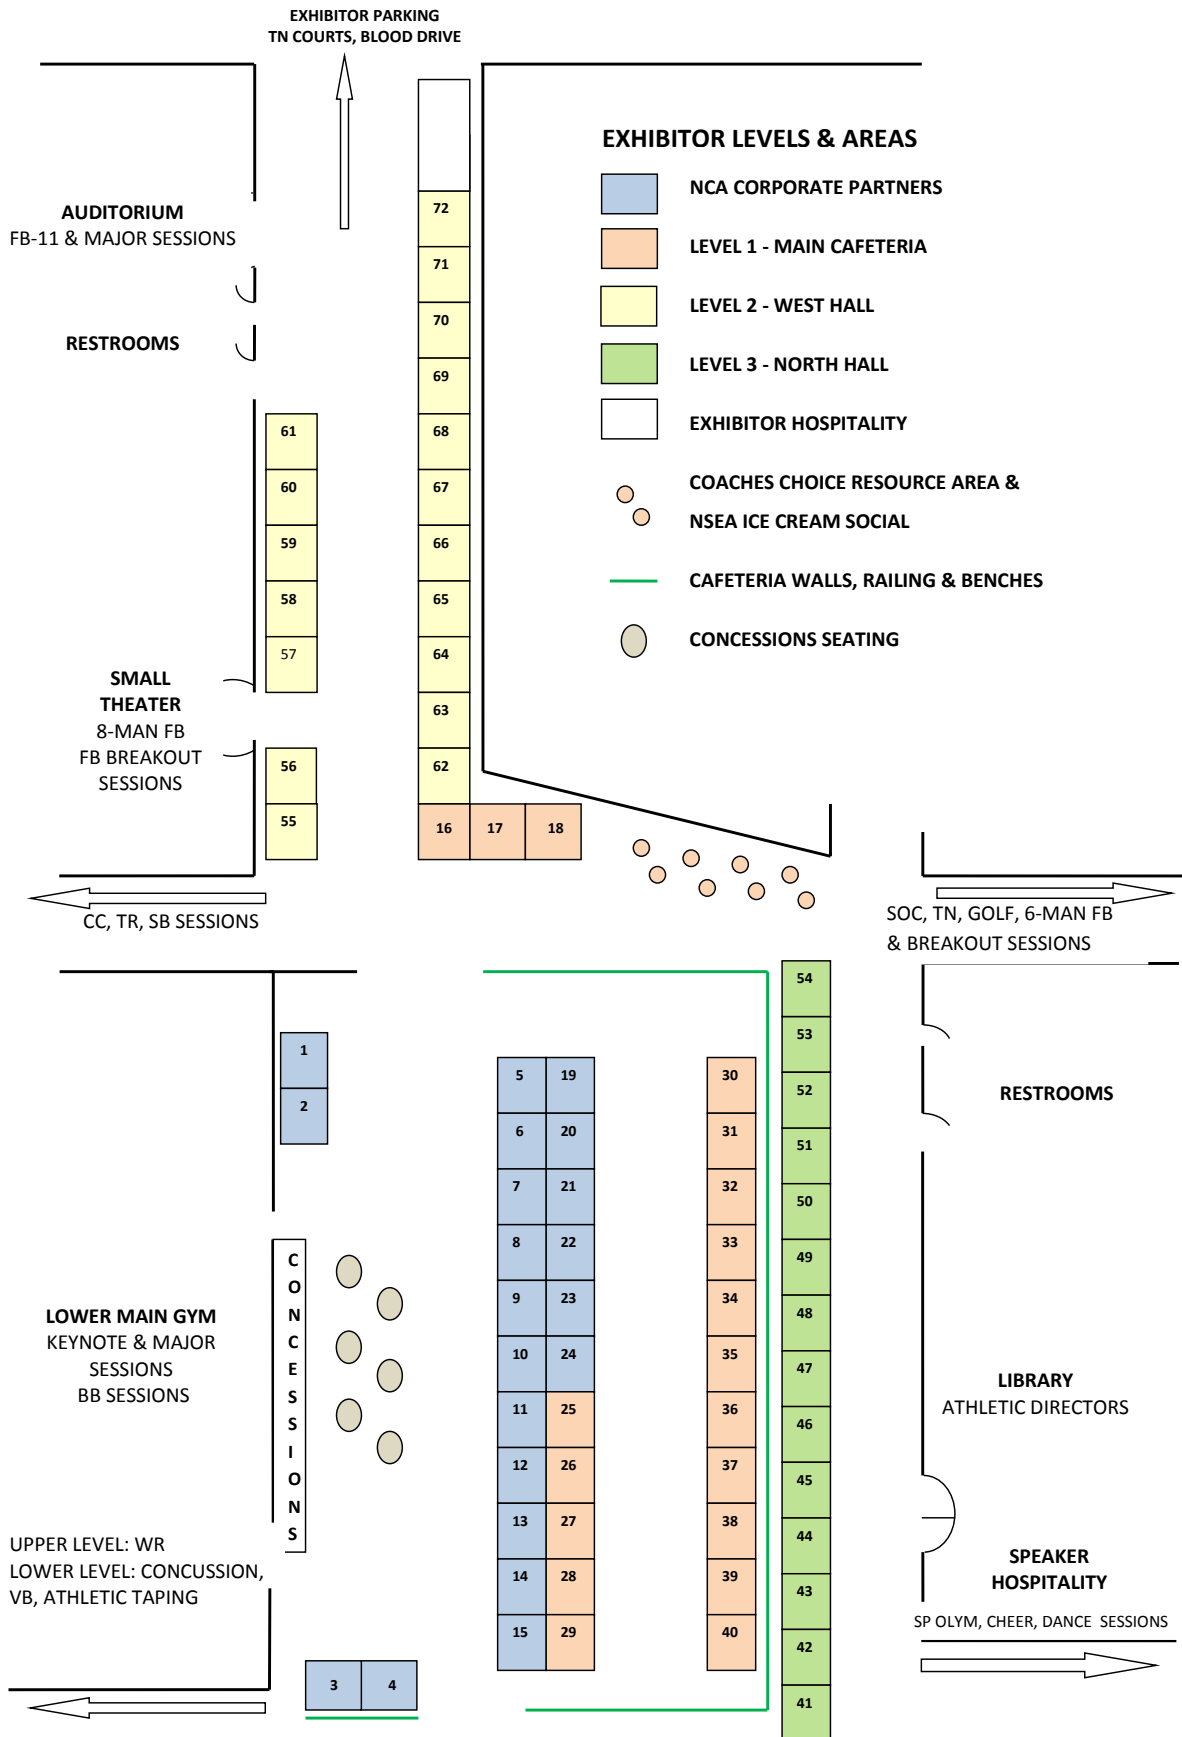 EXHIBITOR PARKING
TN COURTS, BLOOD DRIVE
EXHIBITOR LEVELS & AREAS
NCA CORPORATE PARTNERS
LEVEL 1 - MAIN CAFETERIA
LEVEL 2 - WEST HALL
LEVEL 3 - NORTH HALL
EXHIBITOR HOSPITALITY
COACHES CHOICE RESOURCE AREA &
NSEA ICE CREAM SOCIAL
CAFETERIA WALLS, RAILING & BENCHES
CONCESSIONS SEATING
AUDITORIUM
FB-11 & MAJOR SESSIONS
RESTROOMS
SMALL
THEATER
8-MAN FB
FB BREAKOUT
SESSIONS
72
71
70
69
68
67
66
65
64
63
62
61
60
59
58
57
56
55
16 17 18
CC, TR, SB SESSIONS
SOC, TN, GOLF, 6-MAN FB
& BREAKOUT SESSIONS
1
2
5 19
6 20
7 21
8 22
9 23
10 24
11 25
12 26
13 27
14 28
15 29
30
31
32
33
34
35
36
37
38
39
40
54
53
52
51
50
49
48
47
46
45
44
43
42
41
RESTROOMS
CONCESSIONS
LOWER MAIN GYM
KEYNOTE & MAJOR
SESSIONS
BB SESSIONS
LIBRARY
ATHLETIC DIRECTORS
UPPER LEVEL: WR
LOWER LEVEL: CONCUSSION,
VB, ATHLETIC TAPING
SPEAKER
HOSPITALITY
SP OLYM, CHEER, DANCE SESSIONS
3 4